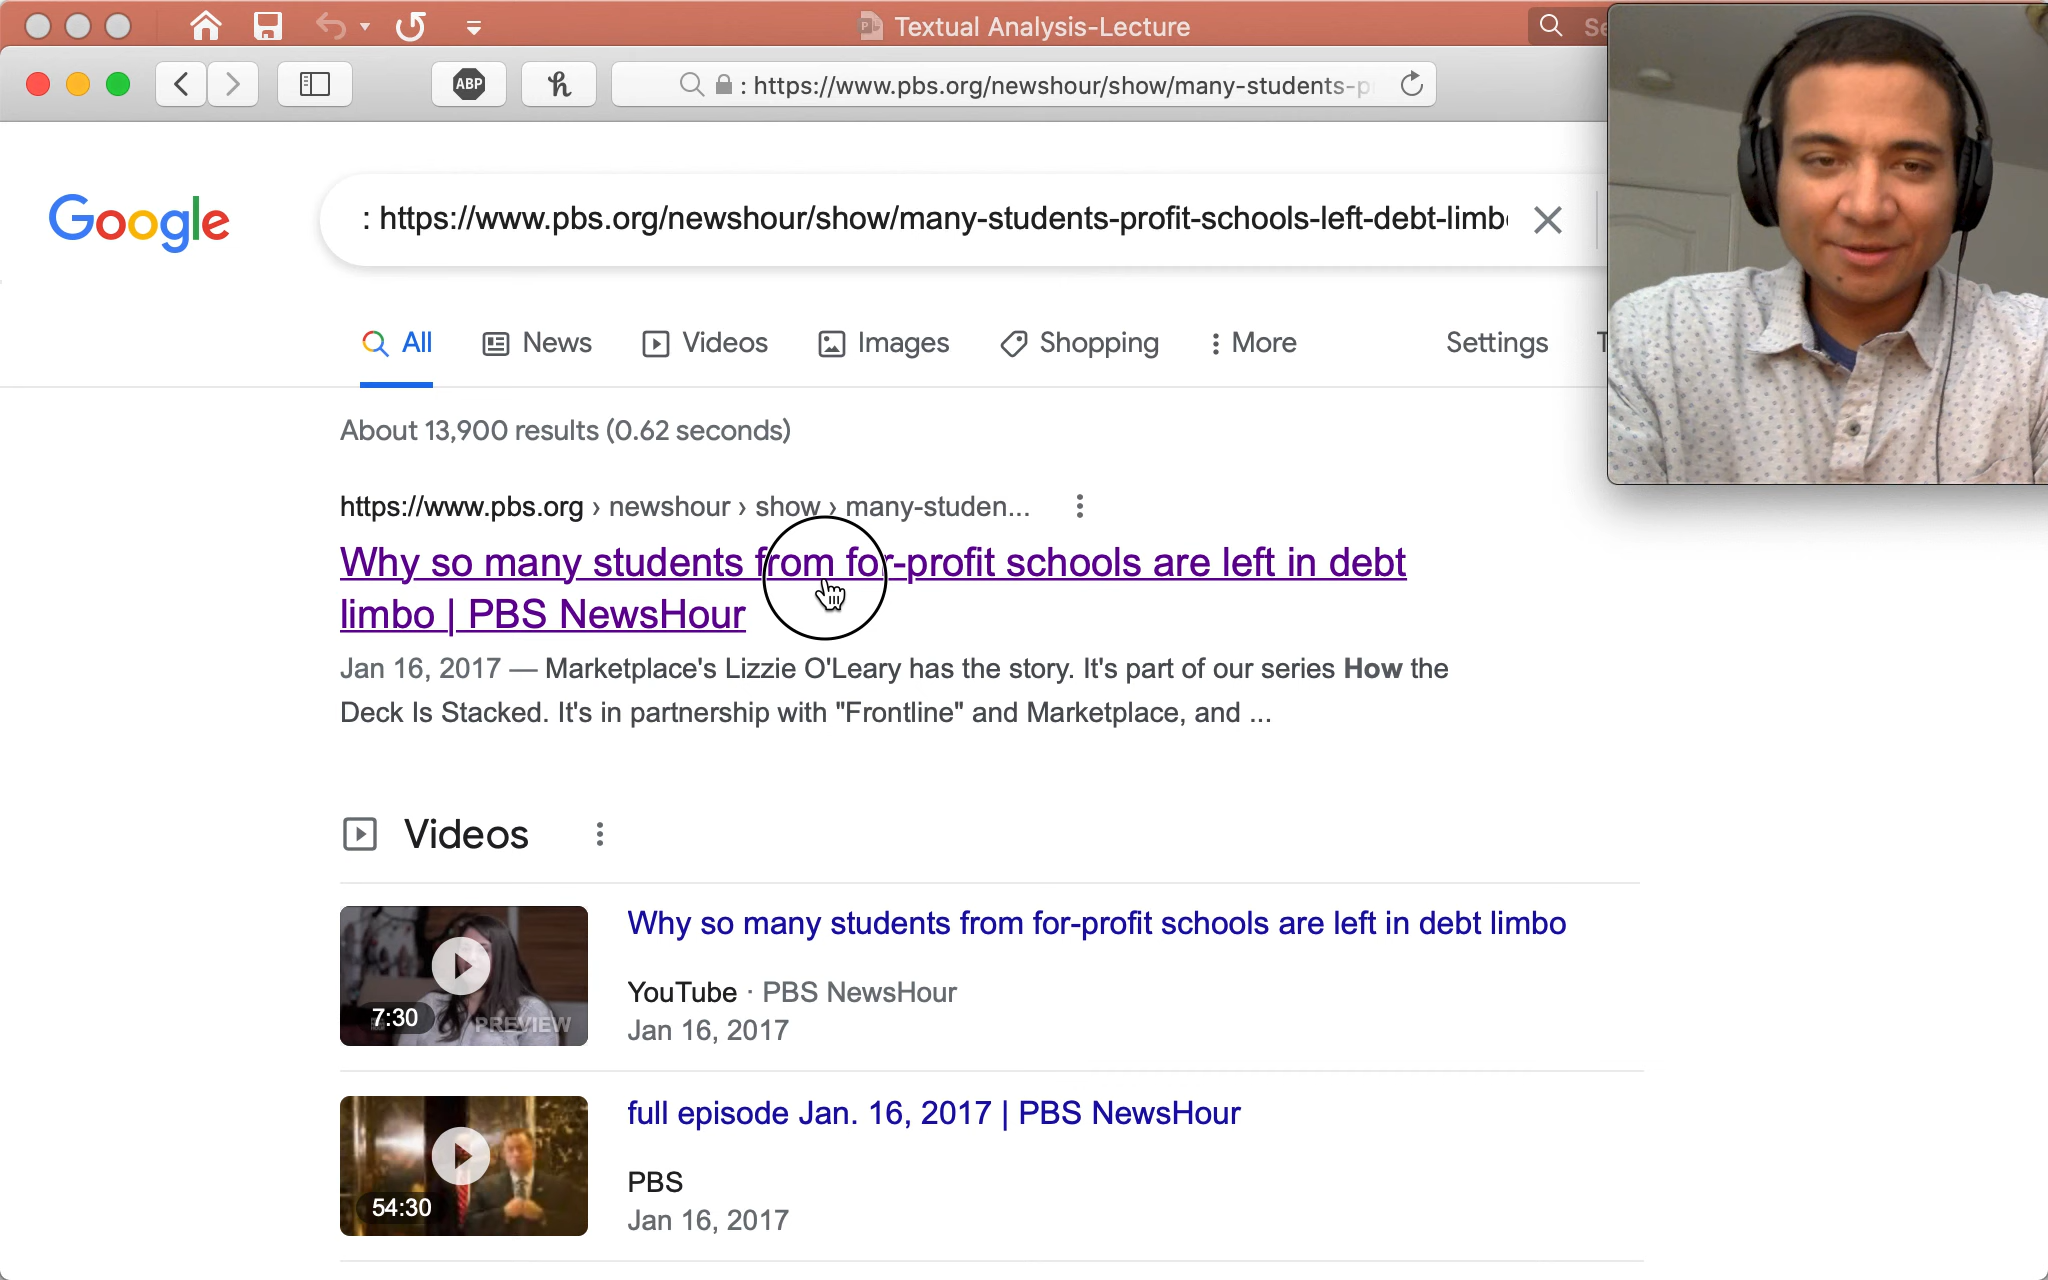 Textual Analysis-Lecture
Se
ABP
h
: https://www.pbs.org/newshour/show/many-students-p
Google
: https://www.pbs.org/newshour/show/many-students-profit-schools-left-debt-limb
All News Videos Images Shopping More Settings T
About 13,900 results (0.62 seconds)
https://www.pbs.org › newshour › show › many-studen...
Why so many students from for-profit schools are left in debt
limbo | PBS NewsHour
Jan 16, 2017 — Marketplace's Lizzie O'Leary has the story. It's part of our series How the
Deck Is Stacked. It's in partnership with "Frontline" and Marketplace, and ...
Videos
Why so many students from for-profit schools are left in debt limbo
YouTube · PBS NewsHour
Jan 16, 2017
7:30
PREVIEW
full episode Jan. 16, 2017 | PBS NewsHour
PBS
Jan 16, 2017
54:30